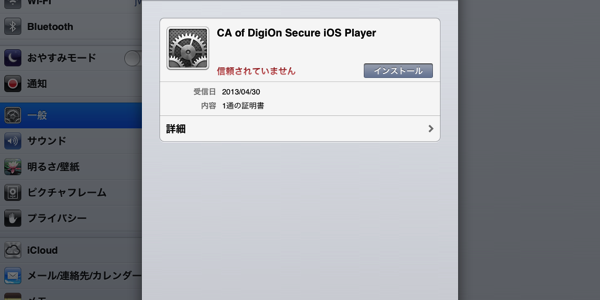 Wi-Fi
Bluetooth
おやすみモード
通知
一般
サウンド
明るさ/壁紙
ピクチャフレーム
プライバシー
iCloud
メール/連絡先/カレンダー
CA of DigiOn Secure iOS Player
信頼されていません
インストール
受信日 2013/04/30
内容 1通の証明書
詳細